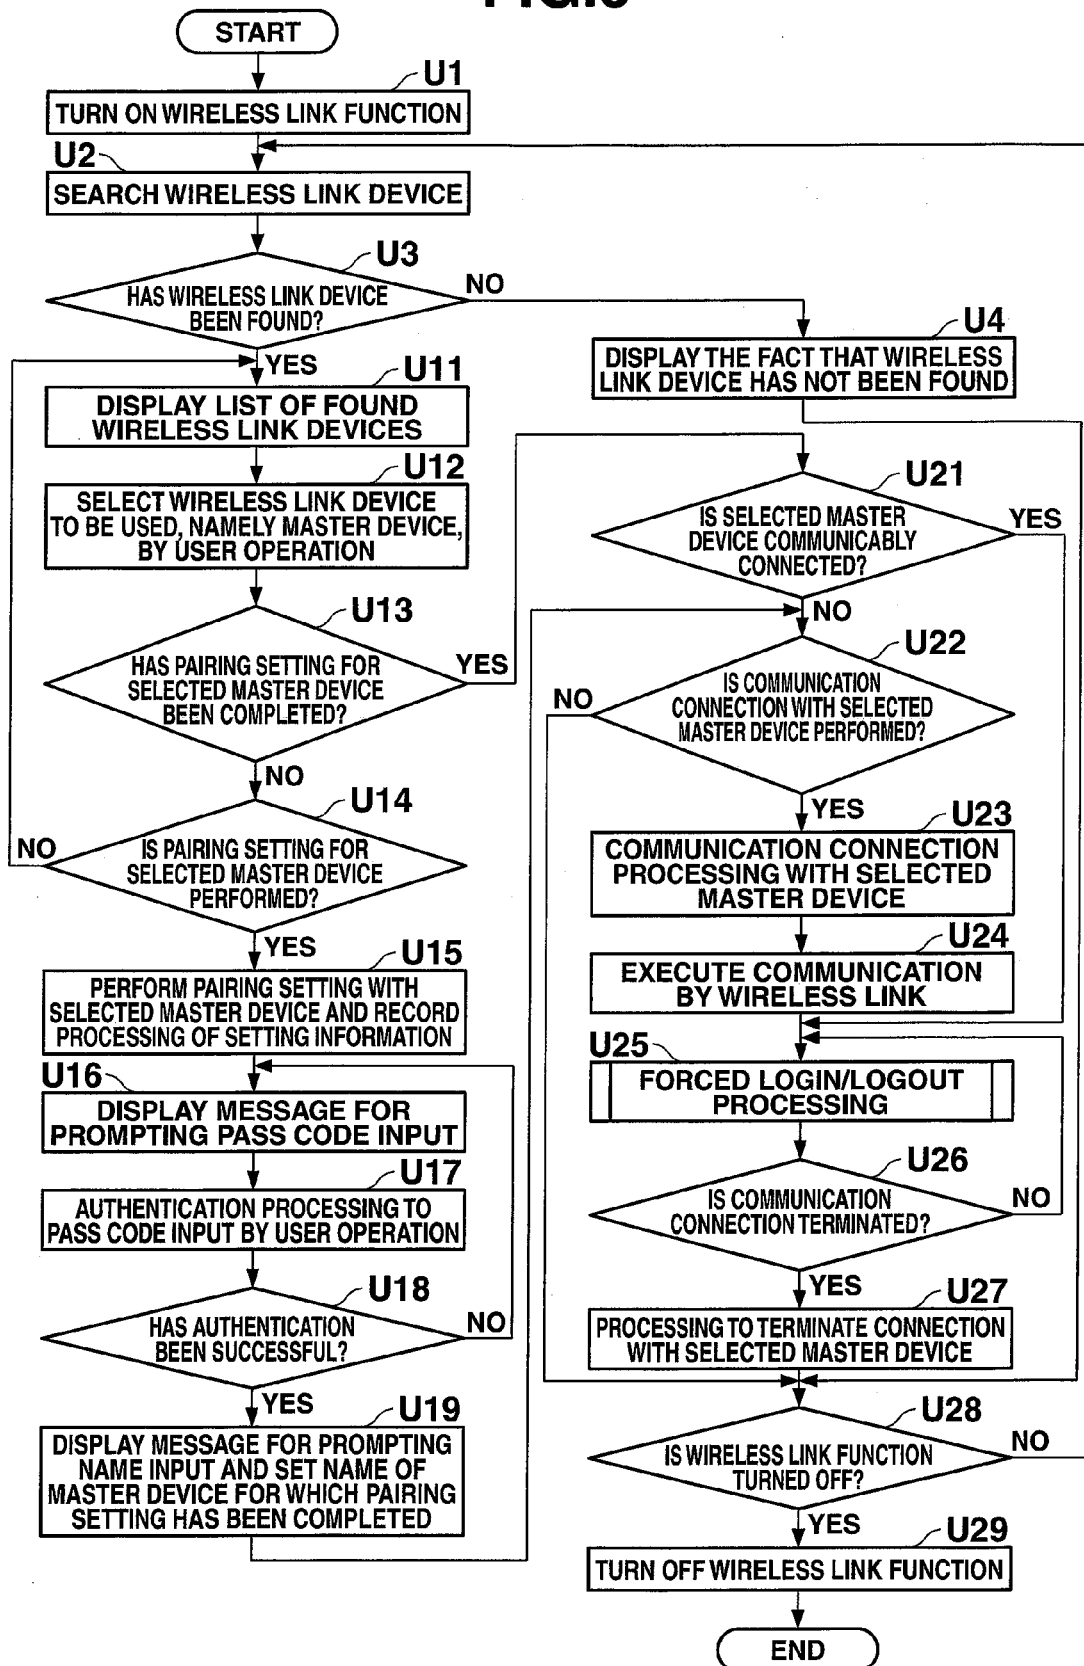 START
U1
TURN ON WIRELESS LINK FUNCTION
U2
SEARCH WIRELESS LINK DEVICE
U3
HAS WIRELESS LINK DEVICE
BEEN FOUND?
NO
YES
U4
DISPLAY THE FACT THAT WIRELESS
LINK DEVICE HAS NOT BEEN FOUND
U11
DISPLAY LIST OF FOUND
WIRELESS LINK DEVICES
U12
SELECT WIRELESS LINK DEVICE
TO BE USED, NAMELY MASTER DEVICE,
BY USER OPERATION
U13
HAS PAIRING SETTING FOR
SELECTED MASTER DEVICE
BEEN COMPLETED?
YES
NO
U14
IS PAIRING SETTING FOR
SELECTED MASTER DEVICE
PERFORMED?
NO
YES
U15
PERFORM PAIRING SETTING WITH
SELECTED MASTER DEVICE AND RECORD
PROCESSING OF SETTING INFORMATION
U16
DISPLAY MESSAGE FOR
PROMPTING PASS CODE INPUT
U17
AUTHENTICATION PROCESSING TO
PASS CODE INPUT BY USER OPERATION
U18
HAS AUTHENTICATION
BEEN SUCCESSFUL?
NO
YES
U19
DISPLAY MESSAGE FOR PROMPTING
NAME INPUT AND SET NAME OF
MASTER DEVICE FOR WHICH PAIRING
SETTING HAS BEEN COMPLETED
U21
IS SELECTED MASTER
DEVICE COMMUNICABLY
CONNECTED?
YES
NO
U22
IS COMMUNICATION
CONNECTION WITH SELECTED
MASTER DEVICE PERFORMED?
NO
YES
U23
COMMUNICATION CONNECTION
PROCESSING WITH SELECTED
MASTER DEVICE
U24
EXECUTE COMMUNICATION
BY WIRELESS LINK
U25
FORCED LOGIN/LOGOUT
PROCESSING
U26
IS COMMUNICATION
CONNECTION TERMINATED?
NO
YES
U27
PROCESSING TO TERMINATE CONNECTION
WITH SELECTED MASTER DEVICE
U28
IS WIRELESS LINK FUNCTION
TURNED OFF?
NO
YES
U29
TURN OFF WIRELESS LINK FUNCTION
END